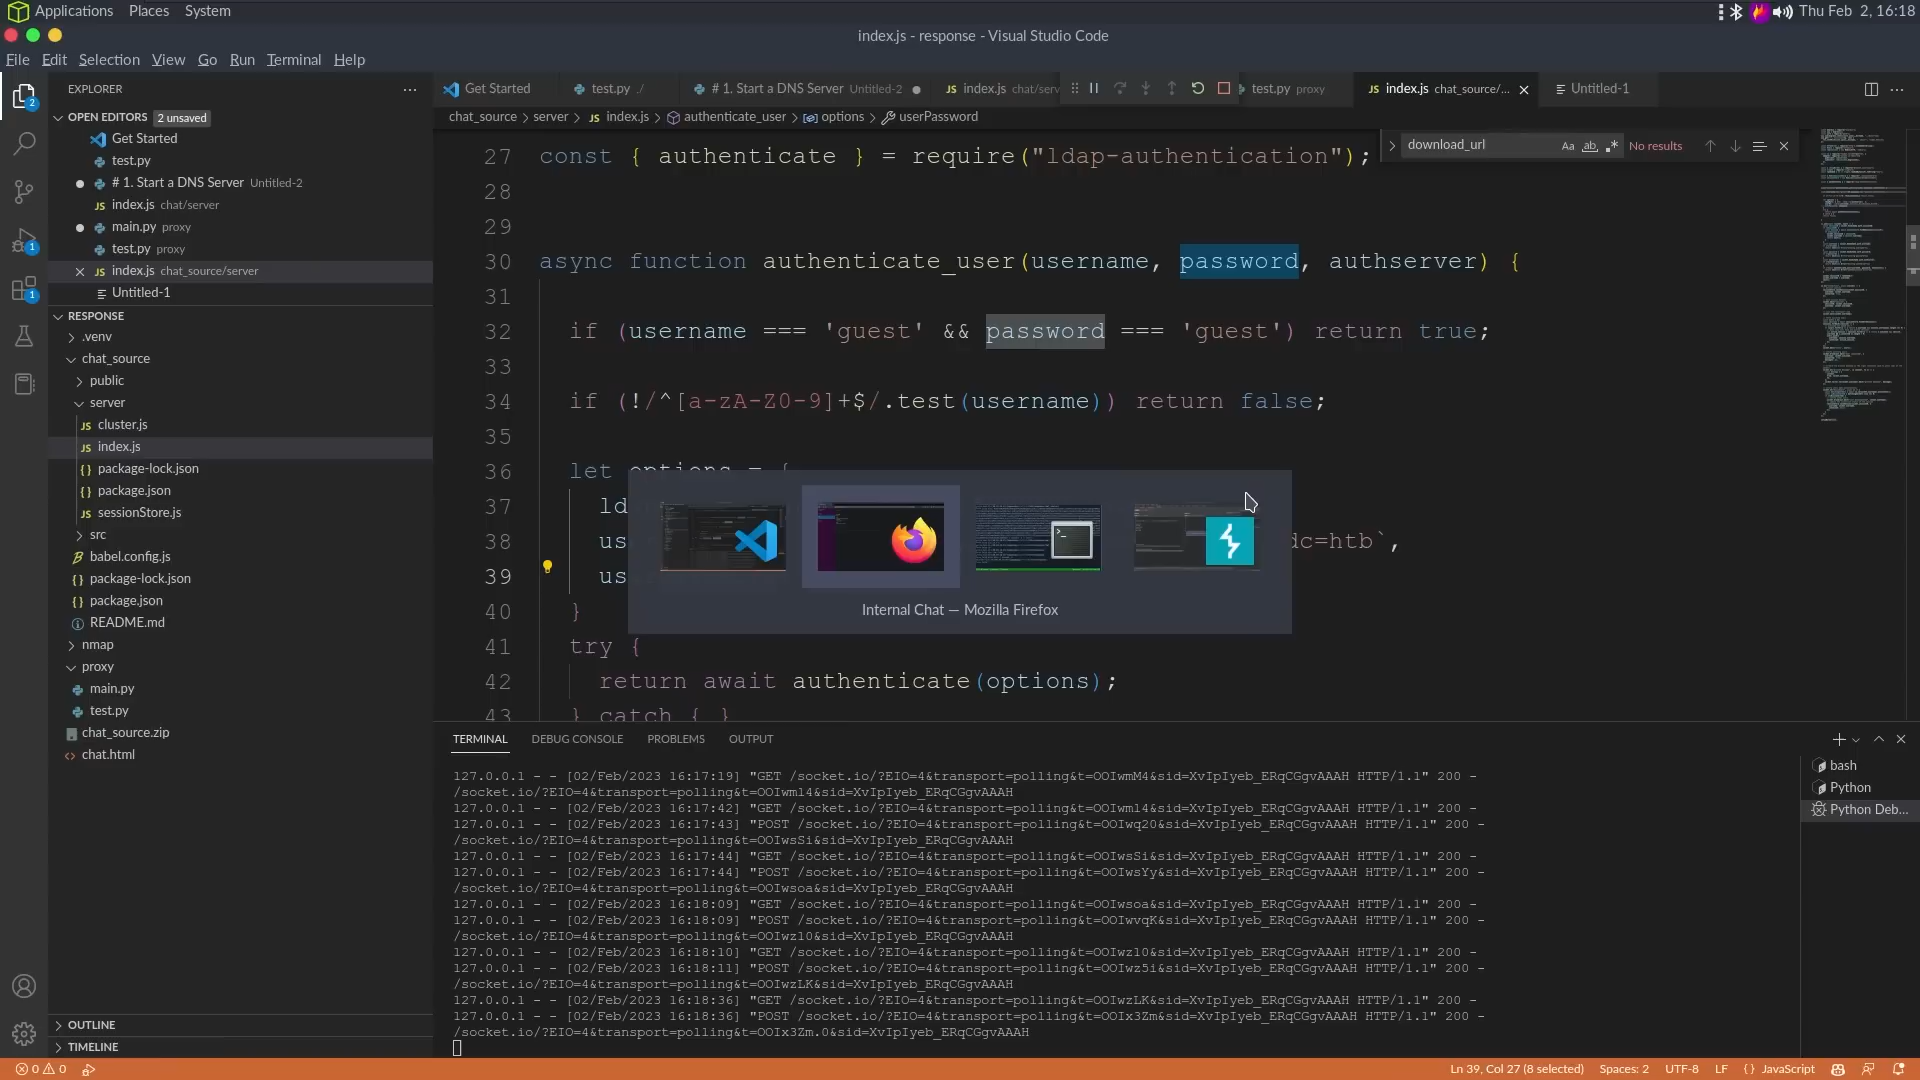 Applications Places System
Thu Feb 2, 16:18
index.js - response - Visual Studio Code
File Edit Selection View Go Run Terminal Help
EXPLORER
OPEN EDITORS 2 unsaved
Get Started
test.py
# 1. Start a DNS Server Untitled-2
index.js chat/server
main.py proxy
test.py proxy
index.js chat_source/server
Untitled-1
RESPONSE
.venv
chat_source
public
server
cluster.js
index.js
package-lock.json
package.json
sessionStore.js
src
babel.config.js
package-lock.json
package.json
README.md
nmap
proxy
main.py
test.py
chat_source.zip
chat.html
OUTLINE
TIMELINE
Get Started test.py ./ # 1. Start a DNS Server Untitled-2 index.js chat/serv test.py proxy index.js chat_source/... Untitled-1
chat_source > server > index.js > authenticate_user > options > userPassword
download_url Aa ab .* No results
27 const { authenticate } = require("ldap-authentication");
28
29
30 async function authenticate_user(username, password, authserver) {
31
32 if (username === 'guest' && password === 'guest') return true;
33
34 if (!/^[a-zA-Z0-9]+$/.test(username)) return false;
35
36 let options = {
37 ld
38 us dc=htb`,
39 us
40 }
41 try {
42 return await authenticate(options);
43 } catch { }
Internal Chat — Mozilla Firefox
TERMINAL DEBUG CONSOLE PROBLEMS OUTPUT
127.0.0.1 - - [02/Feb/2023 16:17:19] "GET /socket.io/?EIO=4&transport=polling&t=OOIwmM4&sid=XvIpIyeb_ERqCGgvAAAH HTTP/1.1" 200 -
/socket.io/?EIO=4&transport=polling&t=OOIwml4&sid=XvIpIyeb_ERqCGgvAAAH
127.0.0.1 - - [02/Feb/2023 16:17:42] "GET /socket.io/?EIO=4&transport=polling&t=OOIwml4&sid=XvIpIyeb_ERqCGgvAAAH HTTP/1.1" 200 -
127.0.0.1 - - [02/Feb/2023 16:17:43] "POST /socket.io/?EIO=4&transport=polling&t=OOIwq20&sid=XvIpIyeb_ERqCGgvAAAH HTTP/1.1" 200 -
/socket.io/?EIO=4&transport=polling&t=OOIwsSi&sid=XvIpIyeb_ERqCGgvAAAH
127.0.0.1 - - [02/Feb/2023 16:17:44] "GET /socket.io/?EIO=4&transport=polling&t=OOIwsSi&sid=XvIpIyeb_ERqCGgvAAAH HTTP/1.1" 200 -
127.0.0.1 - - [02/Feb/2023 16:17:44] "POST /socket.io/?EIO=4&transport=polling&t=OOIwsYy&sid=XvIpIyeb_ERqCGgvAAAH HTTP/1.1" 200 -
/socket.io/?EIO=4&transport=polling&t=OOIwsoa&sid=XvIpIyeb_ERqCGgvAAAH
127.0.0.1 - - [02/Feb/2023 16:18:09] "GET /socket.io/?EIO=4&transport=polling&t=OOIwsoa&sid=XvIpIyeb_ERqCGgvAAAH HTTP/1.1" 200 -
127.0.0.1 - - [02/Feb/2023 16:18:09] "POST /socket.io/?EIO=4&transport=polling&t=OOIwvqK&sid=XvIpIyeb_ERqCGgvAAAH HTTP/1.1" 200 -
/socket.io/?EIO=4&transport=polling&t=OOIwzl0&sid=XvIpIyeb_ERqCGgvAAAH
127.0.0.1 - - [02/Feb/2023 16:18:10] "GET /socket.io/?EIO=4&transport=polling&t=OOIwzl0&sid=XvIpIyeb_ERqCGgvAAAH HTTP/1.1" 200 -
127.0.0.1 - - [02/Feb/2023 16:18:11] "POST /socket.io/?EIO=4&transport=polling&t=OOIwz5i&sid=XvIpIyeb_ERqCGgvAAAH HTTP/1.1" 200 -
/socket.io/?EIO=4&transport=polling&t=OOIwzLK&sid=XvIpIyeb_ERqCGgvAAAH
127.0.0.1 - - [02/Feb/2023 16:18:36] "GET /socket.io/?EIO=4&transport=polling&t=OOIwzLK&sid=XvIpIyeb_ERqCGgvAAAH HTTP/1.1" 200 -
127.0.0.1 - - [02/Feb/2023 16:18:36] "POST /socket.io/?EIO=4&transport=polling&t=OOIx3Zm&sid=XvIpIyeb_ERqCGgvAAAH HTTP/1.1" 200 -
/socket.io/?EIO=4&transport=polling&t=OOIx3Zm.0&sid=XvIpIyeb_ERqCGgvAAAH
bash
Python
Python Deb...
0 0
Ln 39, Col 27 (8 selected) Spaces: 2 UTF-8 LF {} JavaScript